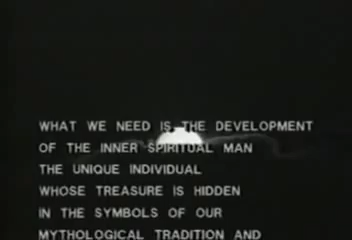 WHAT WE NEED IS THE DEVELOPMENT
OF THE INNER SPIRITUAL MAN
THE UNIQUE INDIVIDUAL
WHOSE TREASURE IS HIDDEN
IN THE SYMBOLS OF OUR
MYTHOLOGICAL TRADITION AND